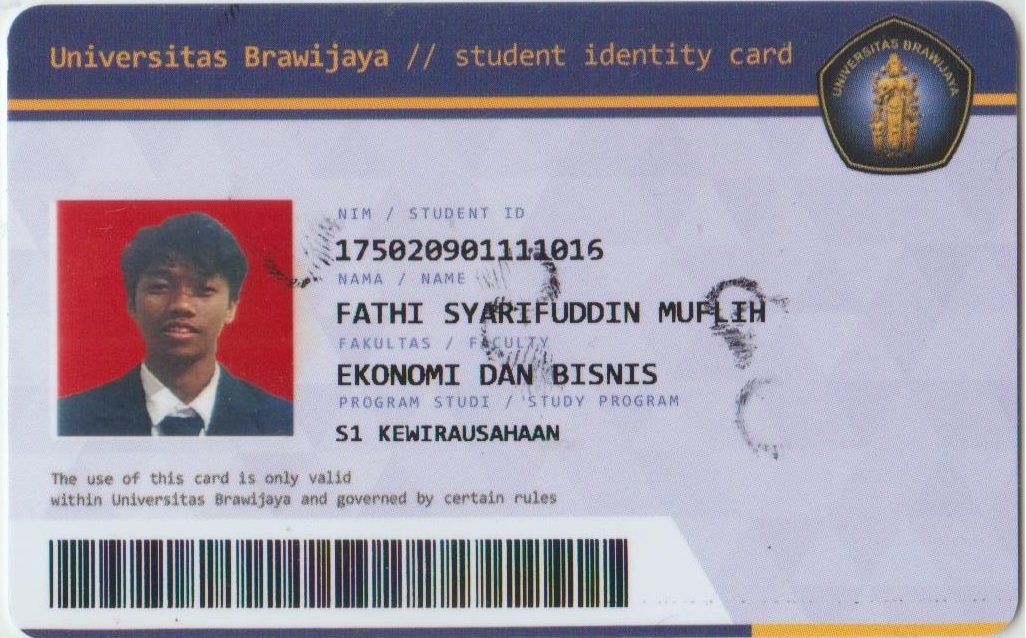 Universitas Brawijaya // student identity card
UNIVERSITAS BRAWIJAYA
NIM / STUDENT ID
175020901111016
NAMA / NAME
FATHI SYARIFUDDIN MUFLIH
FAKULTAS / FACULTY
EKONOMI DAN BISNIS
PROGRAM STUDI / STUDY PROGRAM
S1 KEWIRAUSAHAAN
The use of this card is only valid
within Universitas Brawijaya and governed by certain rules